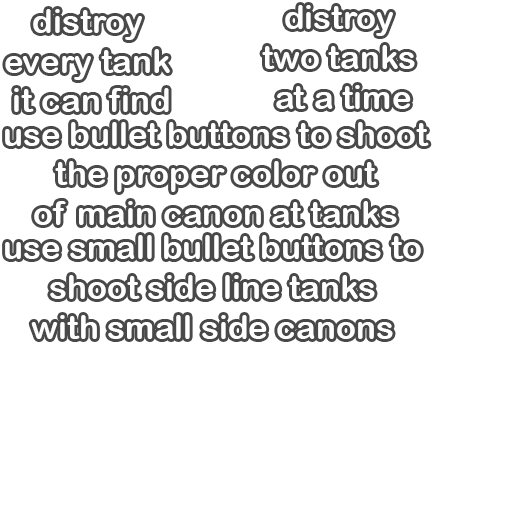 distroy
every tank
it can find
distroy
two tanks
at a time
use bullet buttons to shoot
the proper color out
of main canon at tanks
use small bullet buttons to
shoot side line tanks
with small side canons